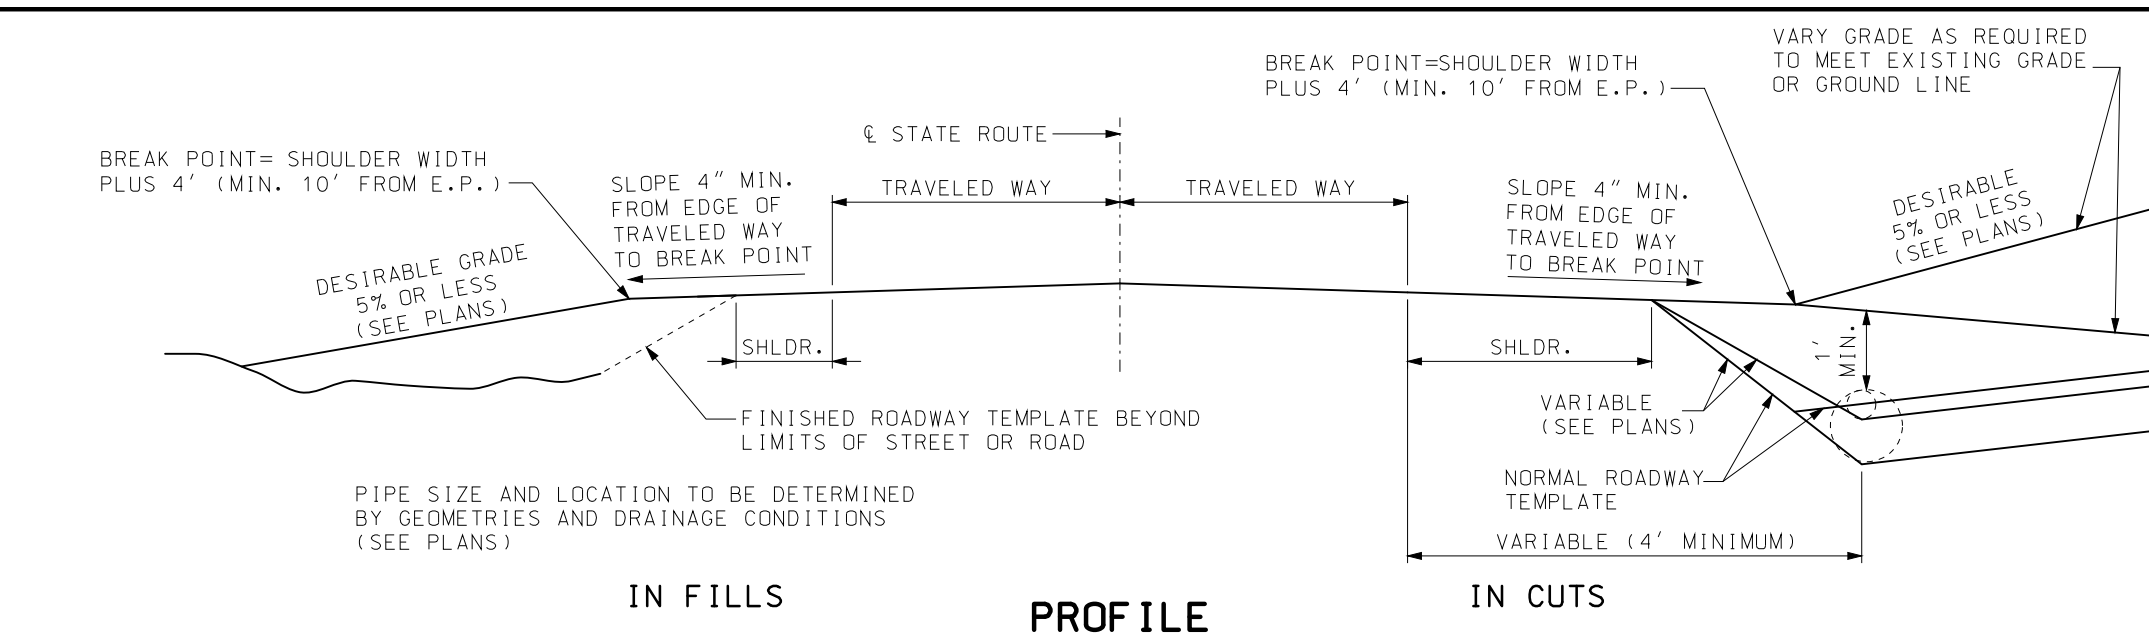 VARY GRADE AS REQUIRED
TO MEET EXISTING GRADE
OR GROUND LINE
BREAK POINT=SHOULDER WIDTH
PLUS 4' (MIN. 10' FROM E.P.)
℄ STATE ROUTE
BREAK POINT= SHOULDER WIDTH
PLUS 4' (MIN. 10' FROM E.P.)
SLOPE 4" MIN.
FROM EDGE OF
TRAVELED WAY
TO BREAK POINT
TRAVELED WAY
TRAVELED WAY
SLOPE 4" MIN.
FROM EDGE OF
TRAVELED WAY
TO BREAK POINT
DESIRABLE
5% OR LESS
(SEE PLANS)
DESIRABLE GRADE
5% OR LESS
(SEE PLANS)
SHLDR.
SHLDR.
1'
MIN.
VARIABLE
(SEE PLANS)
FINISHED ROADWAY TEMPLATE BEYOND
LIMITS OF STREET OR ROAD
NORMAL ROADWAY
TEMPLATE
PIPE SIZE AND LOCATION TO BE DETERMINED
BY GEOMETRIES AND DRAINAGE CONDITIONS
(SEE PLANS)
VARIABLE (4' MINIMUM)
IN FILLS
IN CUTS
PROFILE